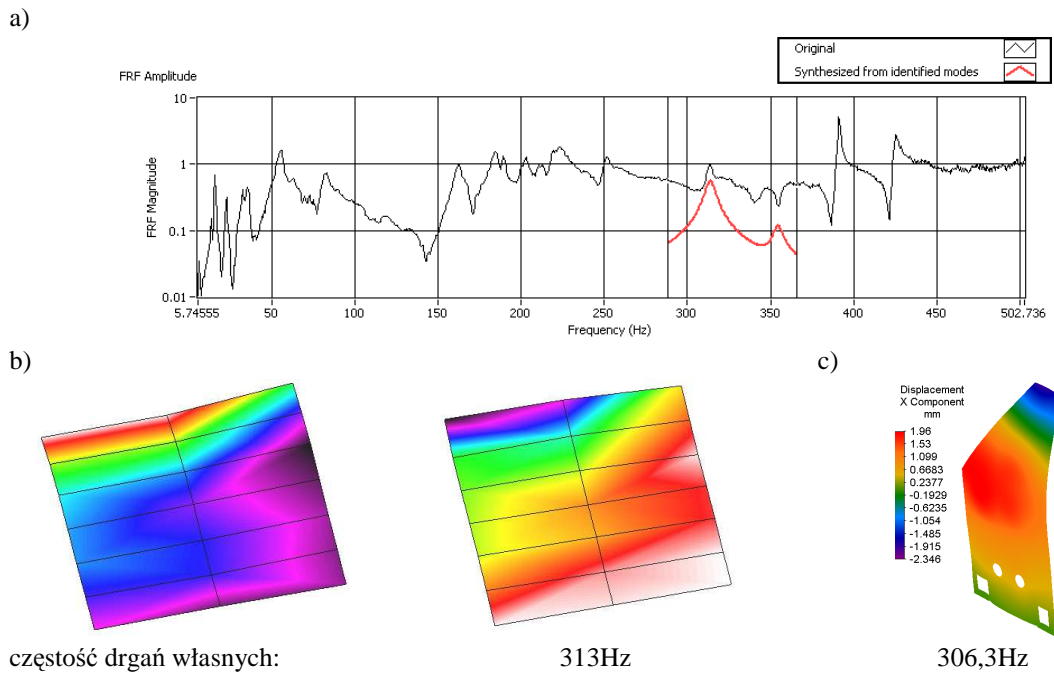 a)
Original
Synthesized from identified modes
FRF Amplitude
FRF Magnitude
10
1
0.1
0.01
5.74555 50 100 150 200 250 300 350 400 450 502.736
Frequency (Hz)
b)
c)
Displacement
X Component
mm
1.96
1.53
1.099
0.6683
0.2377
-0.1929
-0.6235
-1.054
-1.485
-1.915
-2.346
częstość drgań własnych: 313Hz 306,3Hz